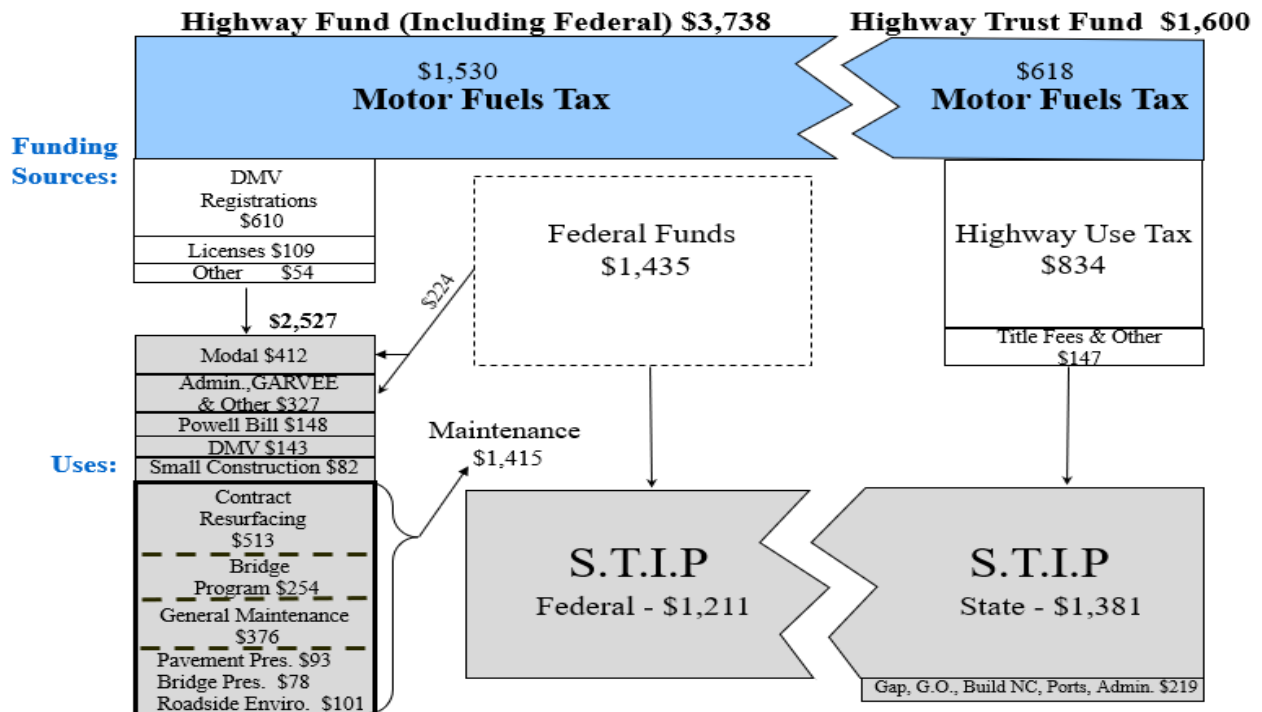 Highway Fund (Including Federal) $3,738
Highway Trust Fund $1,600
$1,530
Motor Fuels Tax
$618
Motor Fuels Tax
Funding
Sources:
DMV
Registrations
$610
Licenses $109
Other $54
Federal Funds
$1,435
Highway Use Tax
$834
Title Fees & Other
$147
$224
$2,527
Uses:
Modal $412
Admin.,GARVEE
& Other $327
Powell Bill $148
DMV $143
Small Construction $82
Contract
Resurfacing
$513
Bridge
Program $254
General Maintenance
$376
Pavement Pres. $93
Bridge Pres. $78
Roadside Enviro. $101
Maintenance
$1,415
S.T.I.P
Federal - $1,211
S.T.I.P
State - $1,381
Gap, G.O., Build NC, Ports, Admin. $219